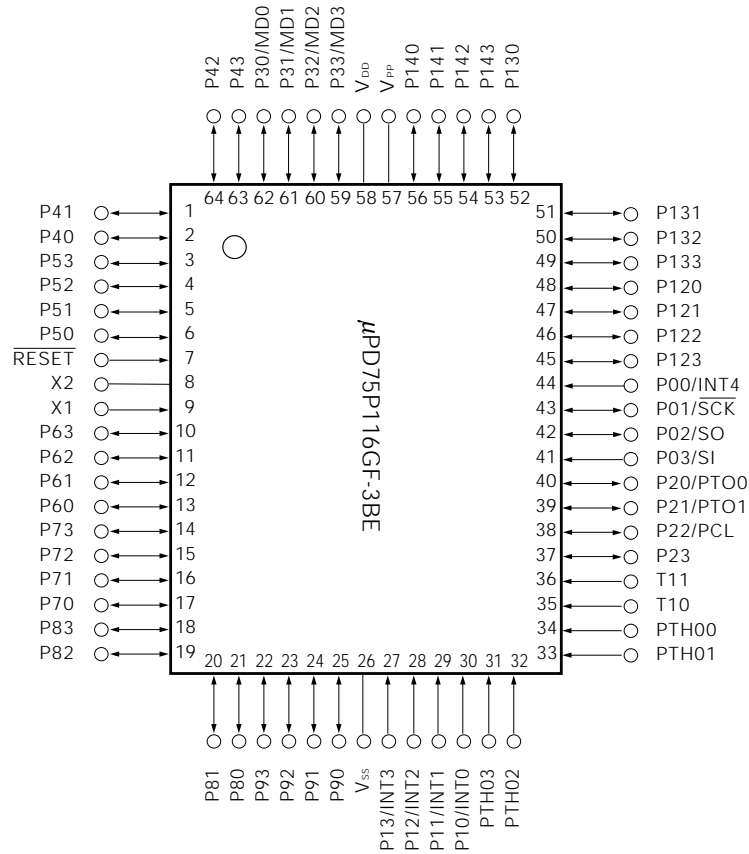 P42
P43
P30/MD0
P31/MD1
P32/MD2
P33/MD3
VDD
VPP
P140
P141
P142
P143
P130
64 63 62 61 60 59 58 57 56 55 54 53 52
P41 1
P40 2
P53 3
P52 4
P51 5
P50 6
RESET 7
X2 8
X1 9
P63 10
P62 11
P61 12
P60 13
P73 14
P72 15
P71 16
P70 17
P83 18
P82 19
μPD75P116GF-3BE
51 P131
50 P132
49 P133
48 P120
47 P121
46 P122
45 P123
44 P00/INT4
43 P01/SCK
42 P02/SO
41 P03/SI
40 P20/PTO0
39 P21/PTO1
38 P22/PCL
37 P23
36 T11
35 T10
34 PTH00
33 PTH01
20 21 22 23 24 25 26 27 28 29 30 31 32
P81
P80
P93
P92
P91
P90
Vss
P13/INT3
P12/INT2
P11/INT1
P10/INT0
PTH03
PTH02